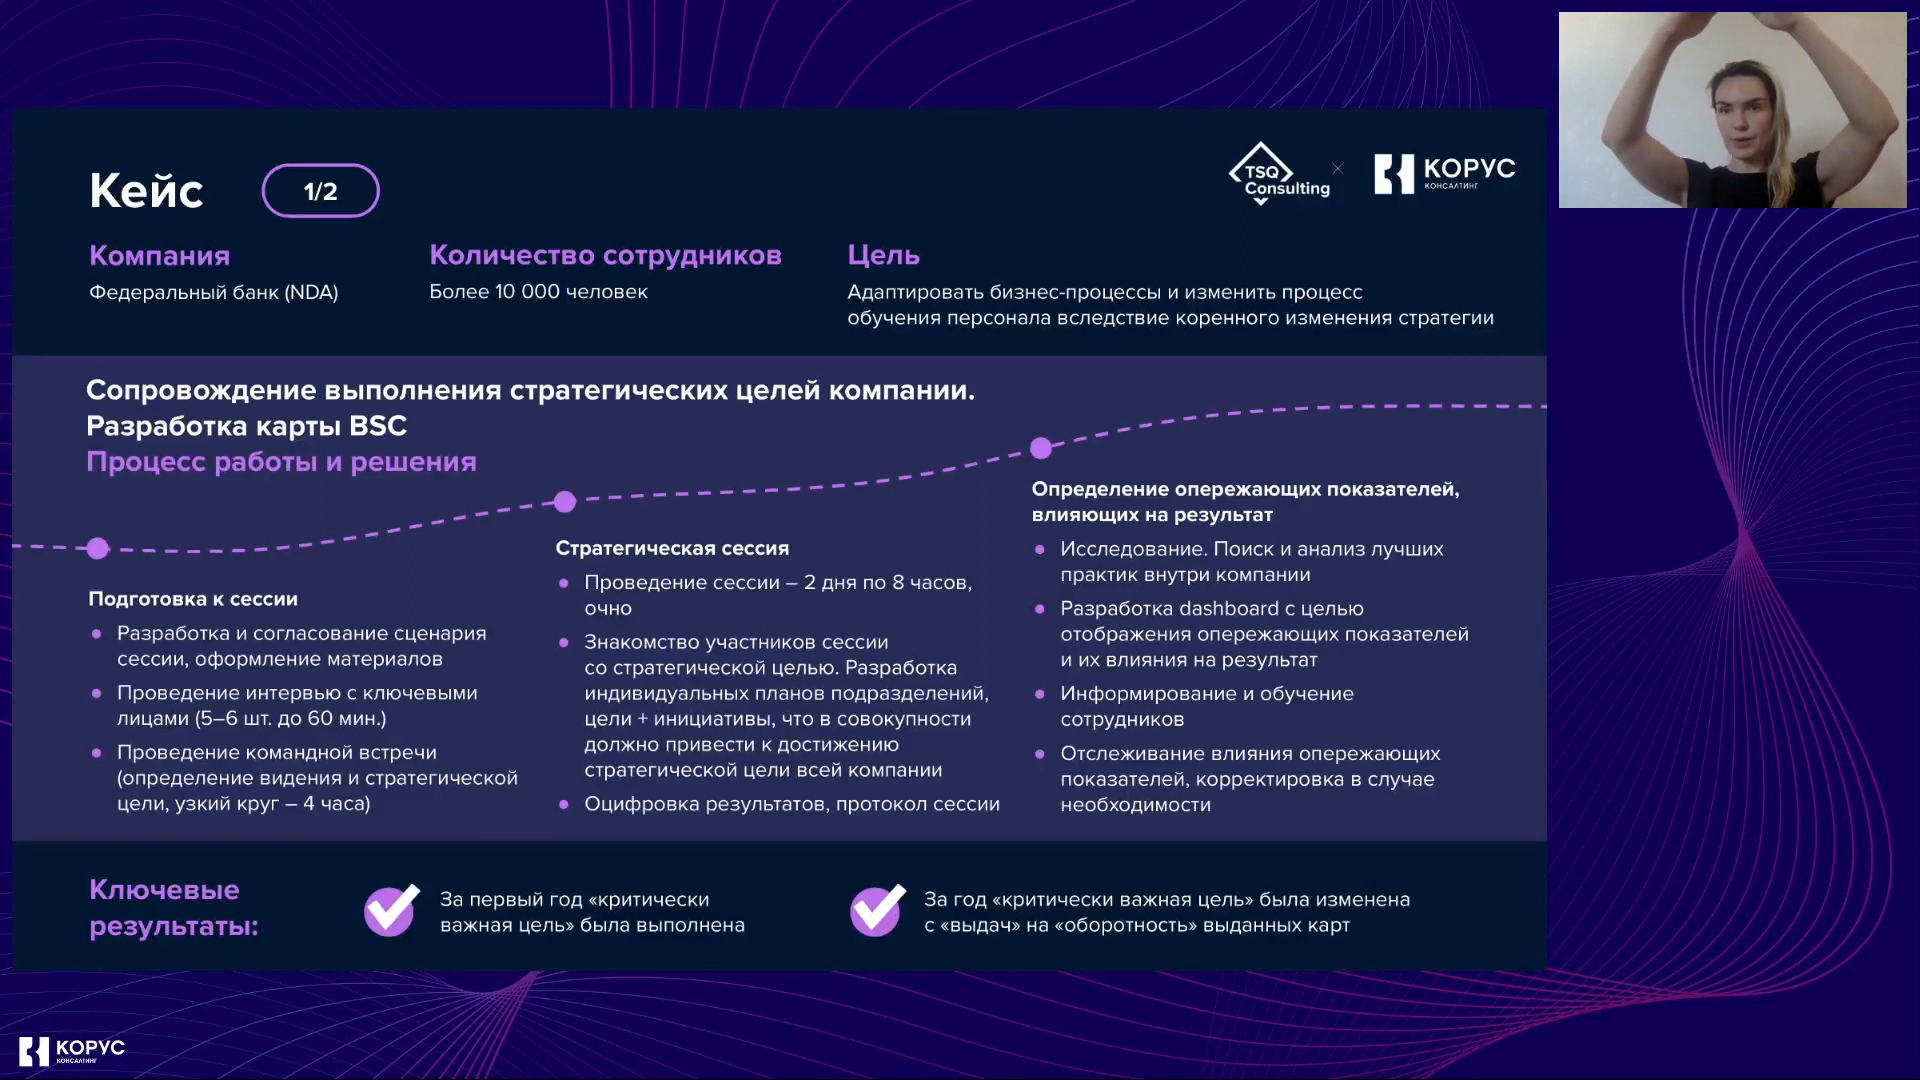 Кейс
1/2
TSQ
Consulting
КОРУС
КОНСАЛТИНГ
Компания
Федеральный банк (NDA)
Количество сотрудников
Более 10 000 человек
Цель
Адаптировать бизнес-процессы и изменить процесс
обучения персонала вследствие коренного изменения стратегии
Сопровождение выполнения стратегических целей компании.
Разработка карты BSC
Процесс работы и решения
Подготовка к сессии
Разработка и согласование сценария
сессии, оформление материалов
Проведение интервью с ключевыми
лицами (5–6 шт. до 60 мин.)
Проведение командной встречи
(определение видения и стратегической
цели, узкий круг – 4 часа)
Стратегическая сессия
Проведение сессии – 2 дня по 8 часов,
очно
Знакомство участников сессии
со стратегической целью. Разработка
индивидуальных планов подразделений,
цели + инициативы, что в совокупности
должно привести к достижению
стратегической цели всей компании
Оцифровка результатов, протокол сессии
Определение опережающих показателей,
влияющих на результат
Исследование. Поиск и анализ лучших
практик внутри компании
Разработка dashboard с целью
отображения опережающих показателей
и их влияния на результат
Информирование и обучение
сотрудников
Отслеживание влияния опережающих
показателей, корректировка в случае
необходимости
Ключевые
результаты:
За первый год «критически
важная цель» была выполнена
За год «критически важная цель» была изменена
с «выдач» на «оборотность» выданных карт
КОРУС
КОНСАЛТИНГ